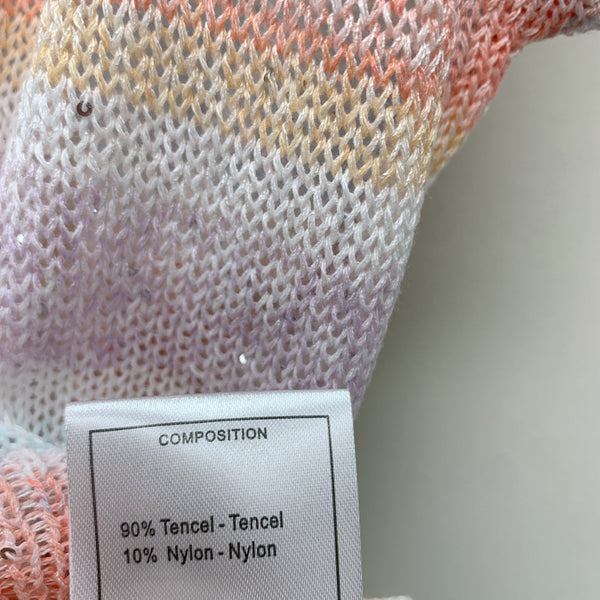 COMPOSITION
90% Tencel - Tencel
10% Nylon - Nylon